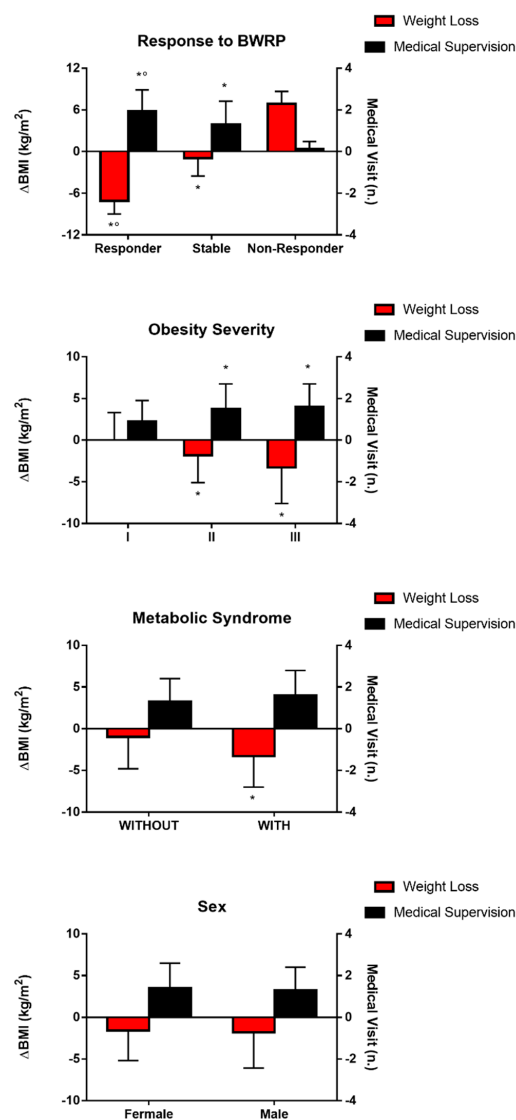 Weight Loss
Medical Supervision
Response to BWRP
ΔBMI (kg/m2)
12
6
0
-6
-12
*° * * *°
4
2
0
-2
-4
Medical Visit (n.)
Responder Stable Non-Responder
Weight Loss
Medical Supervision
Obesity Severity
ΔBMI (kg/m2)
10
5
0
-5
-10
* * * *
4
2
0
-2
-4
Medical Visit (n.)
I II III
Weight Loss
Medical Supervision
Metabolic Syndrome
ΔBMI (kg/m2)
10
5
0
-5
-10
*
4
2
0
-2
-4
Medical Visit (n.)
WITHOUT WITH
Weight Loss
Medical Supervision
Sex
ΔBMI (kg/m2)
10
5
0
-5
-10
4
2
0
-2
-4
Medical Visit (n.)
Fermale Male